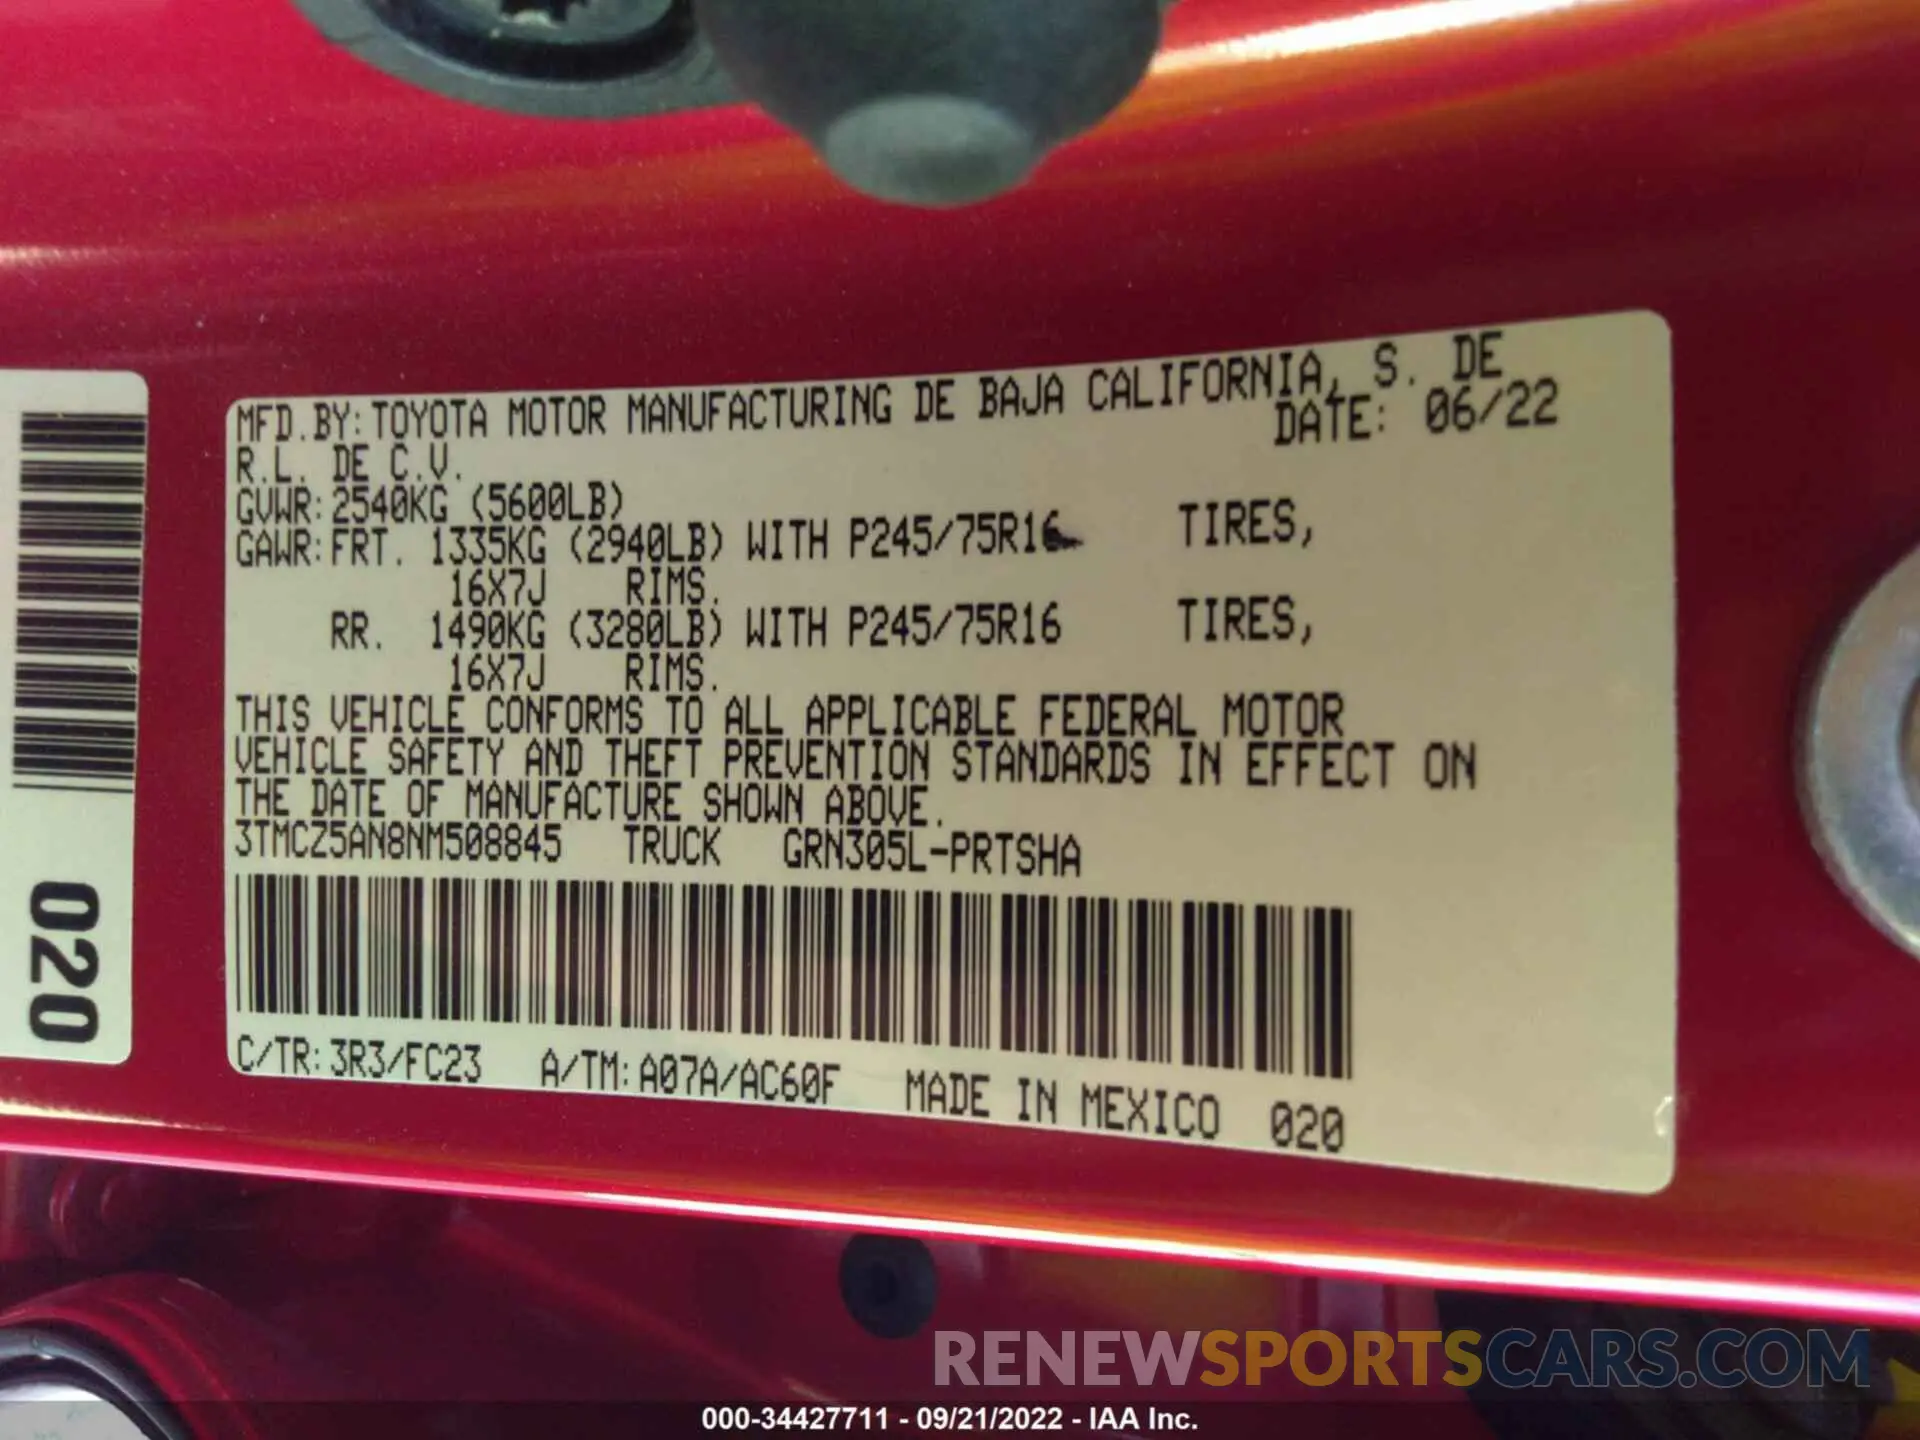 MFD.BY:TOYOTA MOTOR MANUFACTURING DE BAJA CALIFORNIA, S. DE
R.L. DE C.V. DATE: 06/22
GVWR:2540KG (5600LB)
GAWR:FRT. 1335KG (2940LB) WITH P245/75R16 TIRES,
16X7J RIMS.
RR. 1490KG (3280LB) WITH P245/75R16 TIRES,
16X7J RIMS.
THIS VEHICLE CONFORMS TO ALL APPLICABLE FEDERAL MOTOR
VEHICLE SAFETY AND THEFT PREVENTION STANDARDS IN EFFECT ON
THE DATE OF MANUFACTURE SHOWN ABOVE.
3TMCZ5AN8NM508845 TRUCK GRN305L-PRTSHA
C/TR:3R3/FC23 A/TM:A07A/AC60F MADE IN MEXICO 020
020
RENEWSPORTSCARS.COM
000-34427711 - 09/21/2022 - IAA Inc.